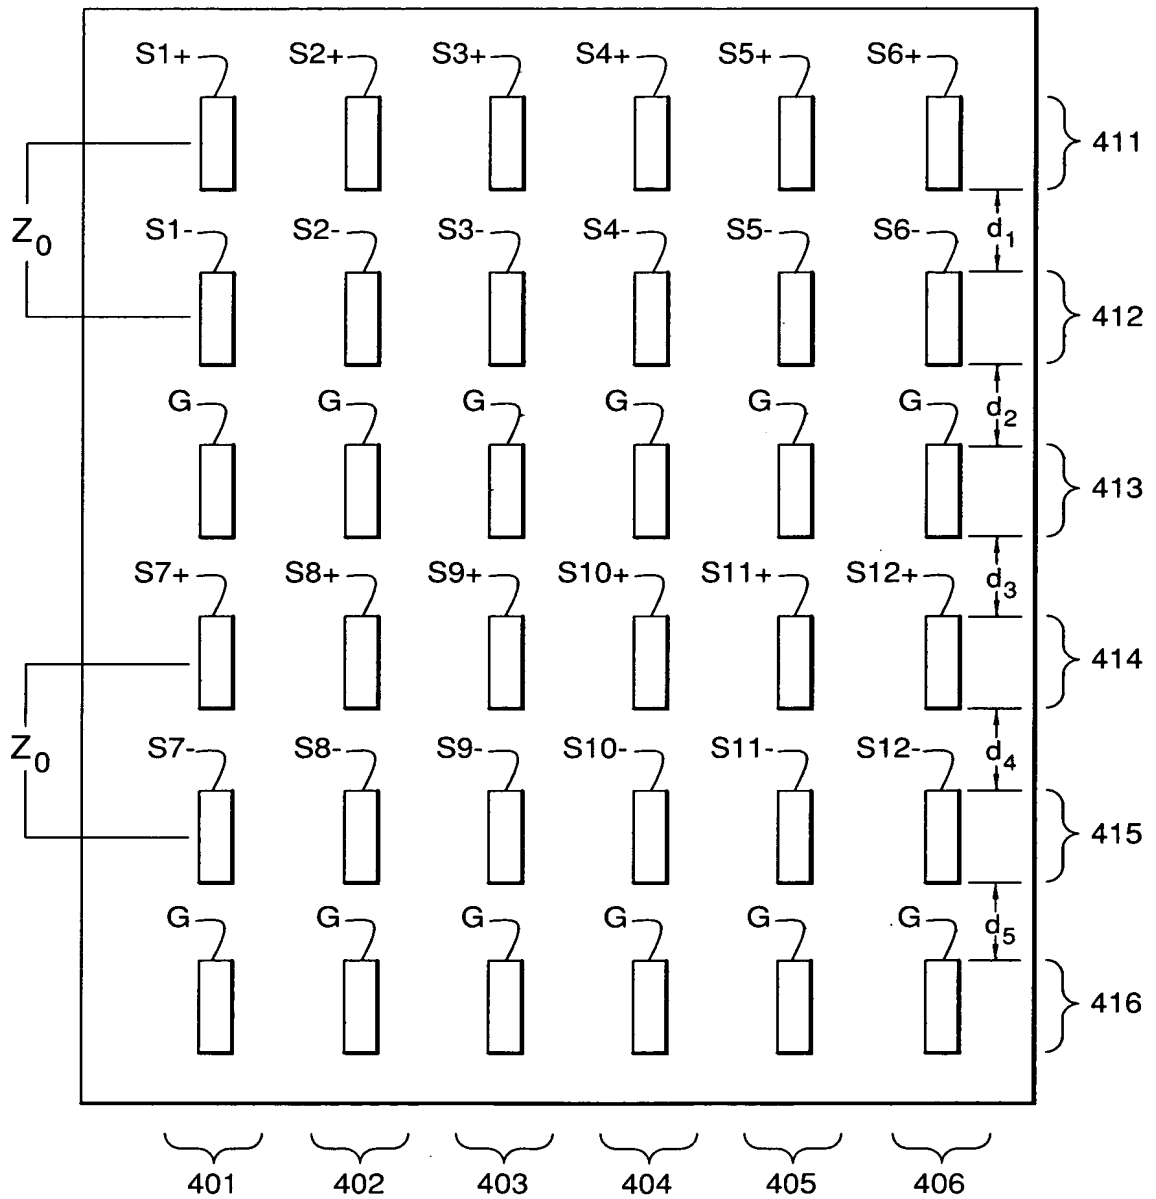 S1+ S2+ S3+ S4+ S5+ S6+
411
Z0
S1- S2- S3- S4- S5- S6-
d1
412
G G G G G G
d2
413
S7+ S8+ S9+ S10+ S11+ S12+
d3
414
Z0
S7- S8- S9- S10- S11- S12-
d4
415
G G G G G G
d5
416
401 402 403 404 405 406